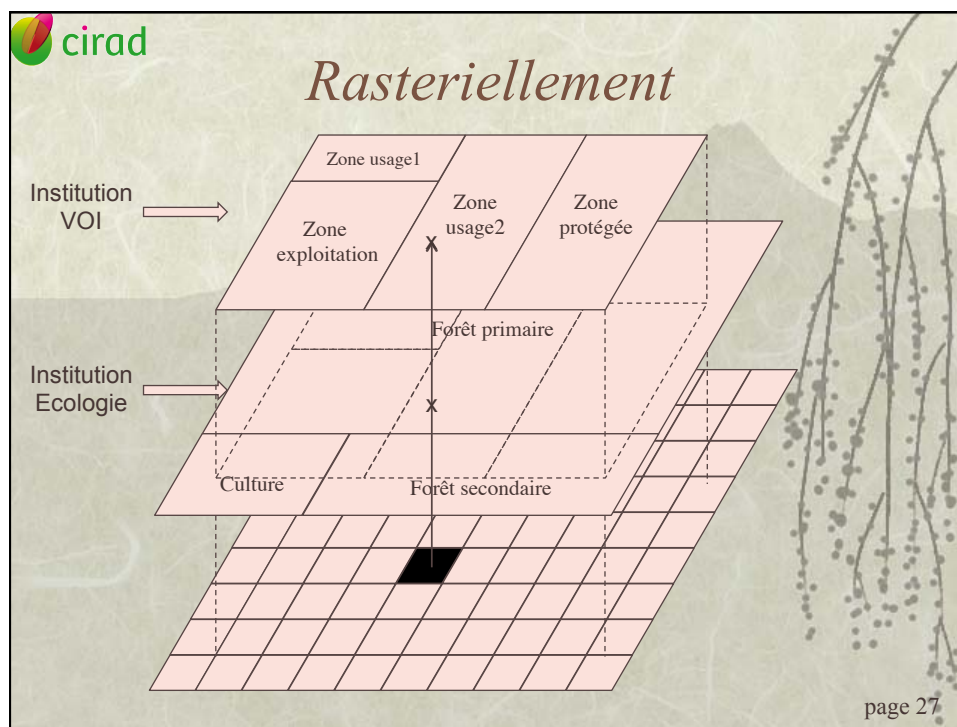 cirad
Rasteriellement
Institution
VOI
Zone usage1
Zone
exploitation
Zone
usage2
Zone
protégée
X
Forêt primaire
Institution
Ecologie
X
Culture
Forêt secondaire
page 27